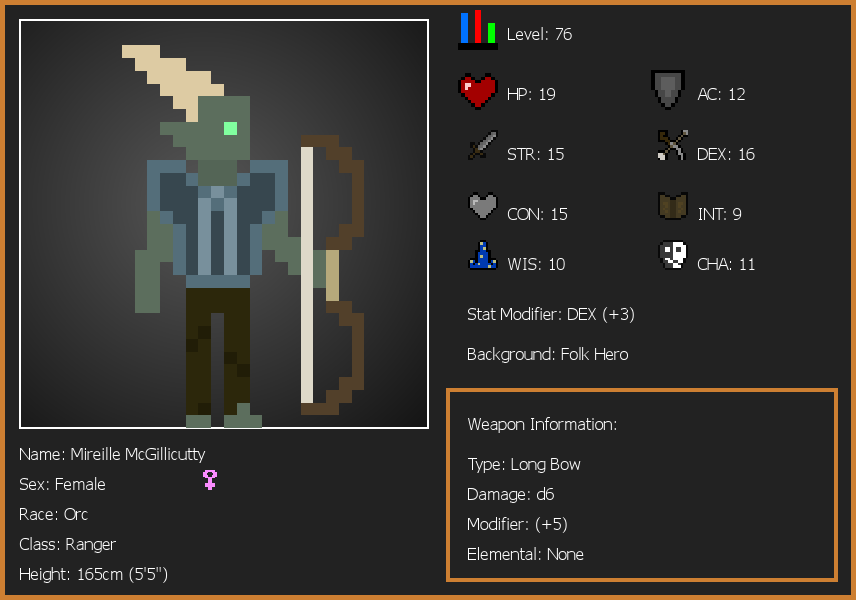 Level: 76
HP: 19
AC: 12
STR: 15
DEX: 16
CON: 15
INT: 9
WIS: 10
CHA: 11
Stat Modifier: DEX (+3)
Background: Folk Hero
Weapon Information:
Type: Long Bow
Damage: d6
Modifier: (+5)
Elemental: None
Name: Mireille McGillicutty
Sex: Female
Race: Orc
Class: Ranger
Height: 165cm (5'5")